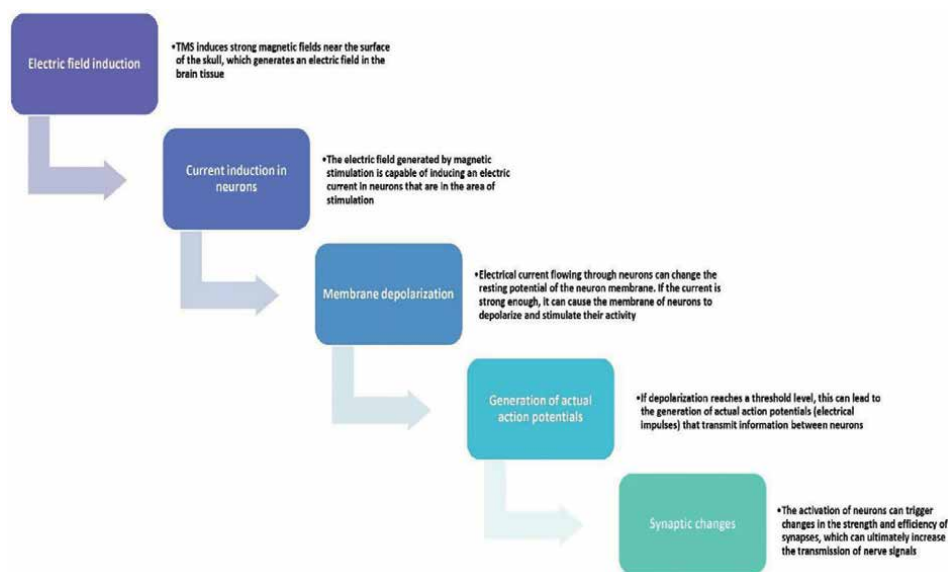 Electric field induction
•TMS induces strong magnetic fields near the surface
of the skull, which generates an electric field in the
brain tissue
Current induction in
neurons
•The electric field generated by magnetic
stimulation is capable of inducing an electric
current in neurons that are in the area of
stimulation
Membrane depolarization
•Electrical current flowing through neurons can change the
resting potential of the neuron membrane. If the current is
strong enough, it can cause the membrane of neurons to
depolarize and stimulate their activity
Generation of actual
action potentials
•If depolarization reaches a threshold level, this can lead to
the generation of actual action potentials (electrical
impulses) that transmit information between neurons
Synaptic changes
•The activation of neurons can trigger
changes in the strength and efficiency of
synapses, which can ultimately increase
the transmission of nerve signals